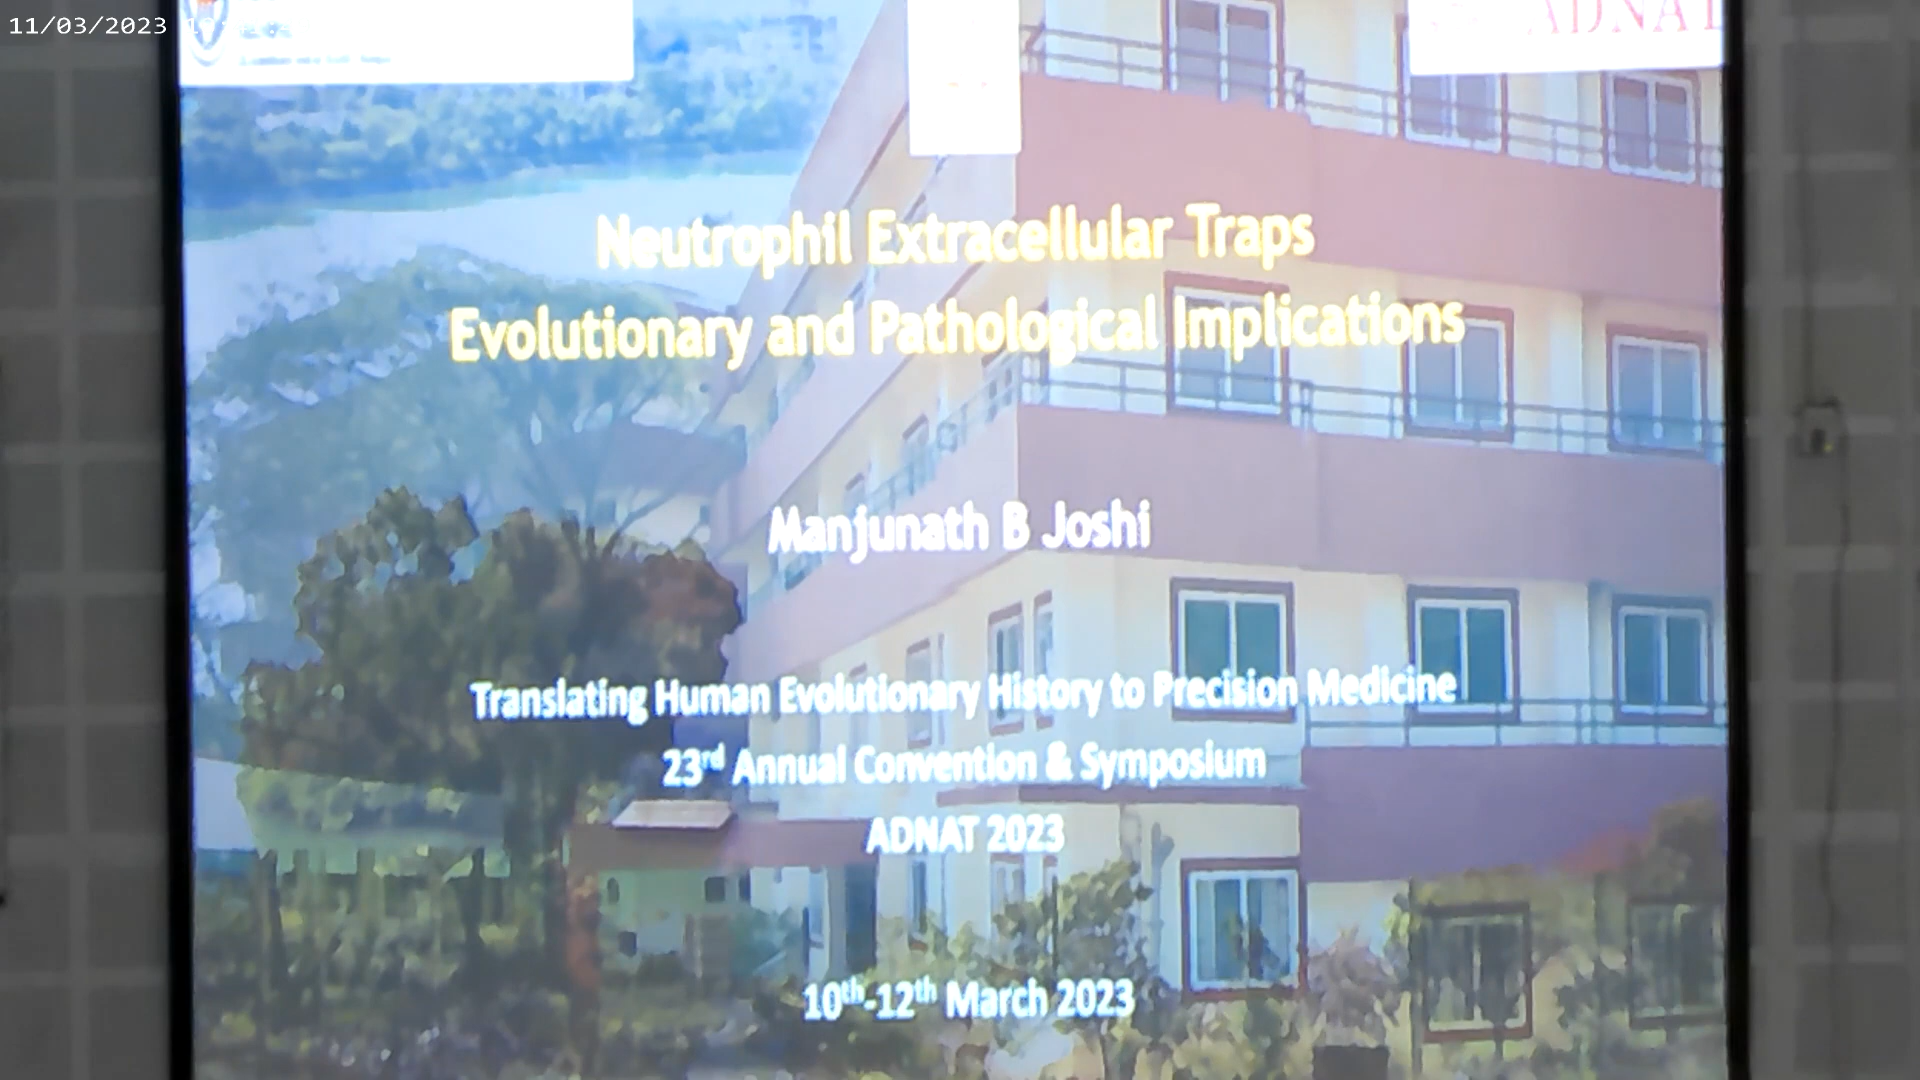 11/03/2023
ADNAT
Neutrophil Extracellular Traps
Evolutionary and Pathological Implications
Manjunath B Joshi
Translating Human Evolutionary History to Precision Medicine
23rd Annual Convention & Symposium
ADNAT 2023
10th-12th March 2023